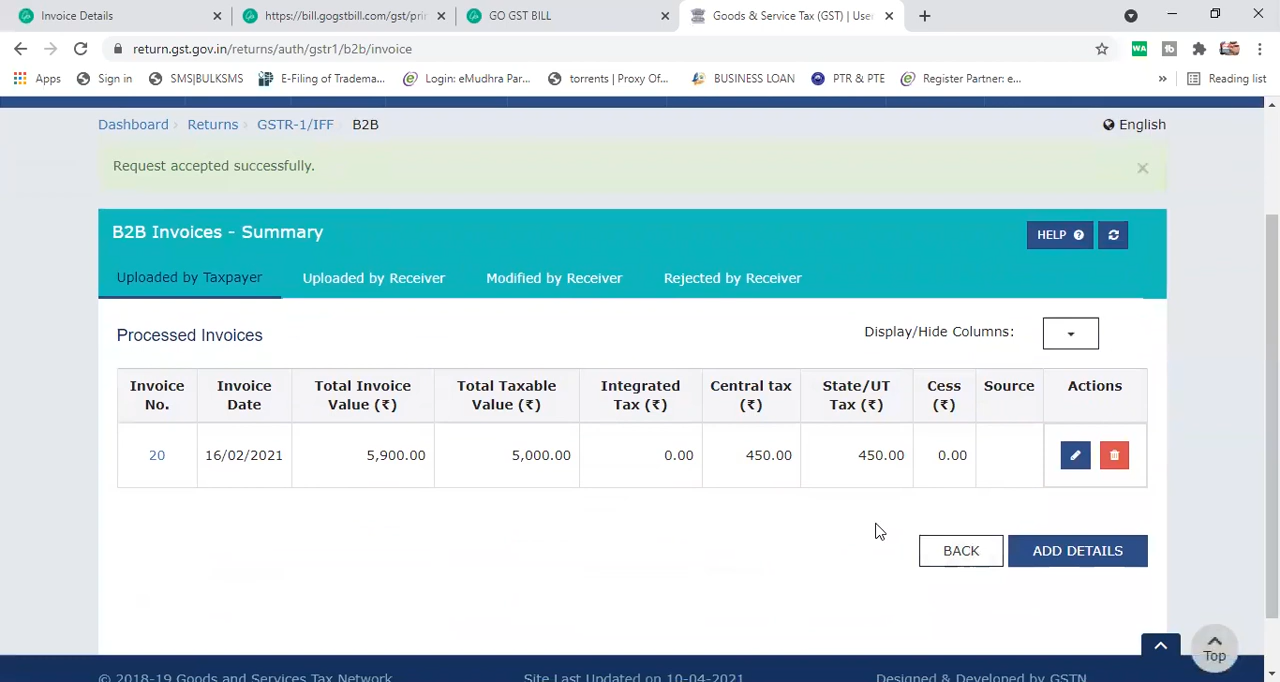 Invoice Details
https://bill.gogstbill.com/gst/prin
GO GST BILL
Goods & Service Tax (GST) | User
return.gst.gov.in/returns/auth/gstr1/b2b/invoice
Apps
Sign in
SMS|BULKSMS
E-Filing of Tradema...
Login: eMudhra Par...
torrents | Proxy Of...
BUSINESS LOAN
PTR & PTE
Register Partner: e...
»
Reading list
Dashboard › Returns › GSTR-1/IFF B2B
English
Request accepted successfully.
B2B Invoices - Summary
HELP
Uploaded by Taxpayer
Uploaded by Receiver
Modified by Receiver
Rejected by Receiver
Processed Invoices
Display/Hide Columns:
Invoice No.
Invoice Date
Total Invoice Value (₹)
Total Taxable Value (₹)
Integrated Tax (₹)
Central tax (₹)
State/UT Tax (₹)
Cess (₹)
Source
Actions
20 16/02/2021 5,900.00 5,000.00 0.00 450.00 450.00 0.00
BACK
ADD DETAILS
Top
© 2018-19 Goods and Services Tax Network
Site Last Updated on 10-04-2021
Designed & Developed by GSTN